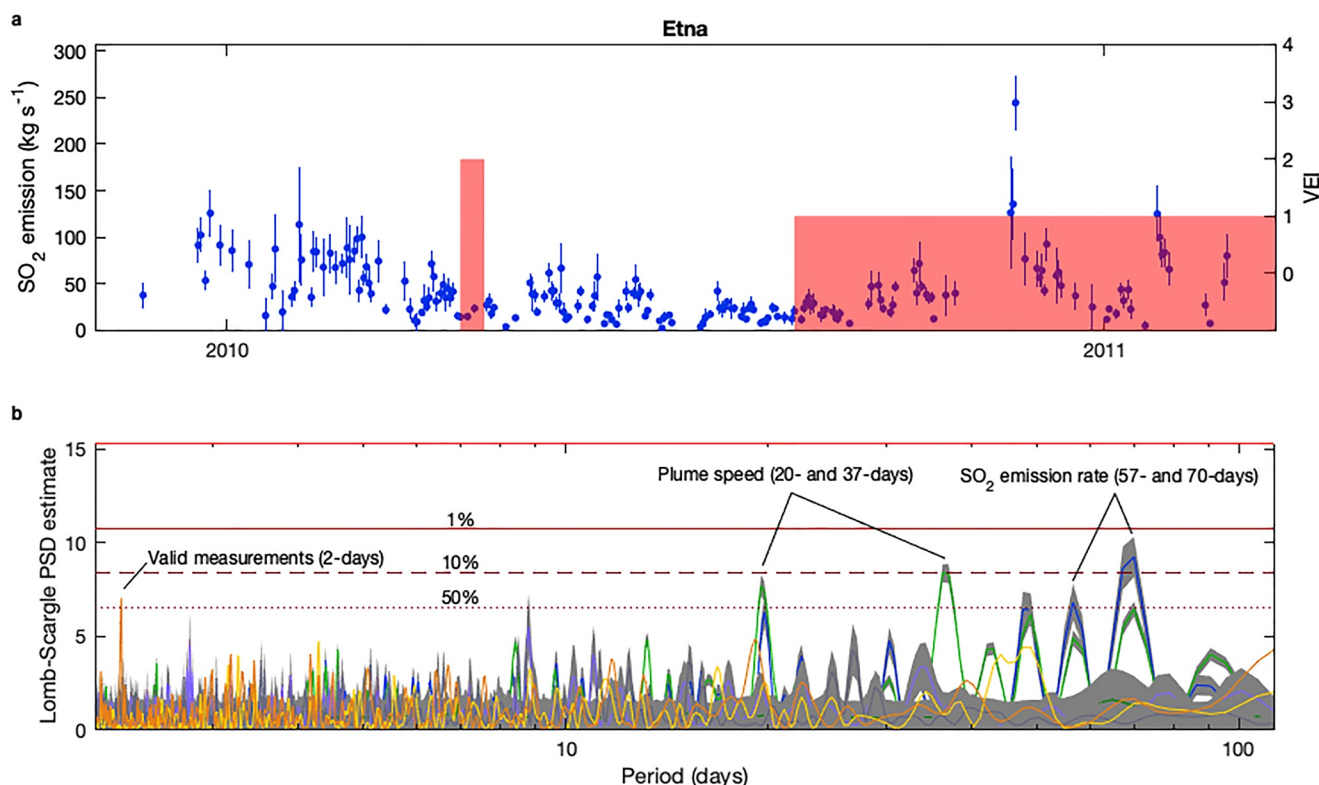 a
Etna
300
250
200
150
100
50
0
SO2 emission (kg s-1)
4
3
2
1
0
VEI
2010 2011
b
15
10
5
0
Lomb-Scargle PSD estimate
Plume speed (20- and 37-days) SO2 emission rate (57- and 70-days)
1%
Valid measurements (2-days) 10%
50%
10 100
Period (days)